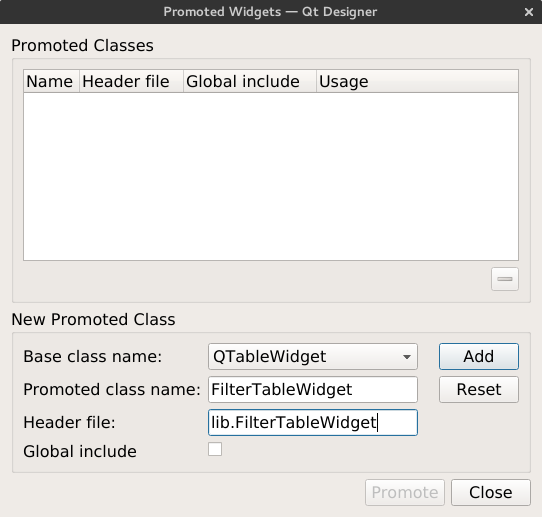 Promoted Widgets — Qt Designer
Promoted Classes
Name Header file Global include Usage
New Promoted Class
Base class name: QTableWidget Add
Promoted class name: FilterTableWidget Reset
Header file: lib.FilterTableWidget
Global include
Promote Close